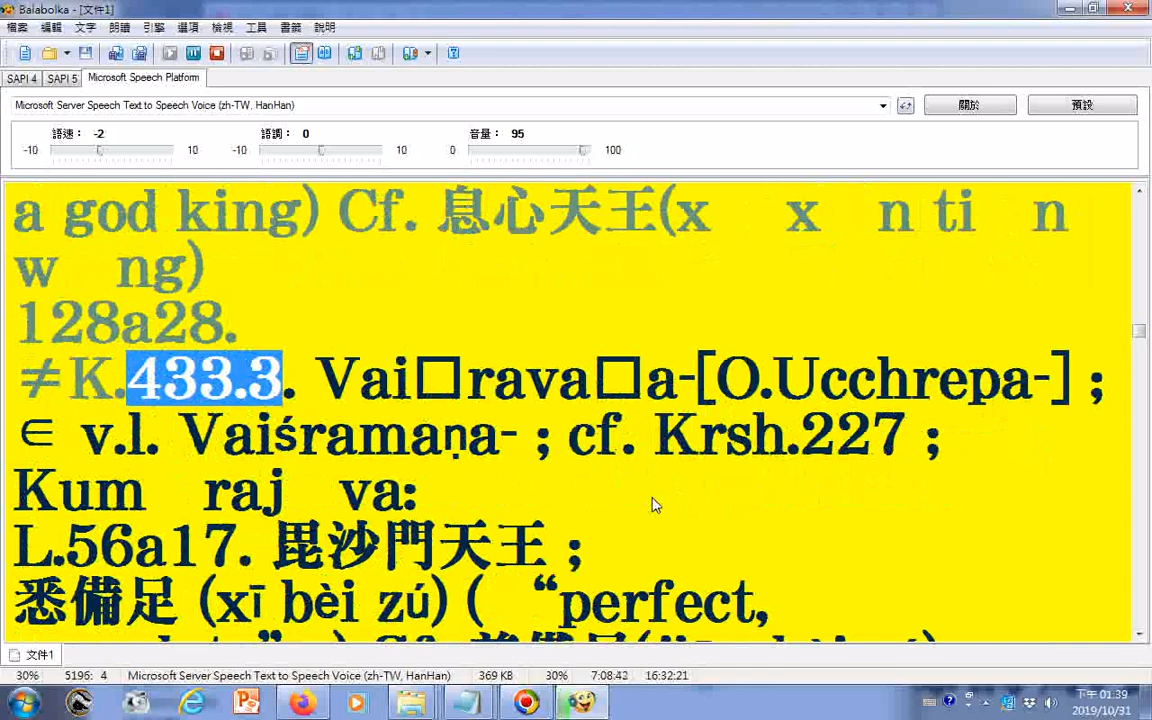 Balabolka - [文件1]
檔案 編輯 文字 朗讀 引擎 選項 檢視 工具 書籤 說明
SAPI 4 SAPI 5 Microsoft Speech Platform
Microsoft Server Speech Text to Speech Voice (zh-TW, HanHan) 關於 預設
語速： -2 語調： 0 音量： 95
-10 10 -10 10 0 100
a god king) Cf. 息心天王(x x n ti n
w ng)
128a28.
≠K.433.3. Vai□rava□a-[O.Ucchrepa-]；
∈ v.l. Vaiśramaṇa-；cf. Krsh.227；
Kum raj va:
L.56a17. 毘沙門天王；
悉備足 (xī bèi zú) ( “perfect,
文件1
30% 5196: 4 Microsoft Server Speech Text to Speech Voice (zh-TW, HanHan) 369 KB 30% 7:08:42 16:32:21
下午 01:39
2019/10/31